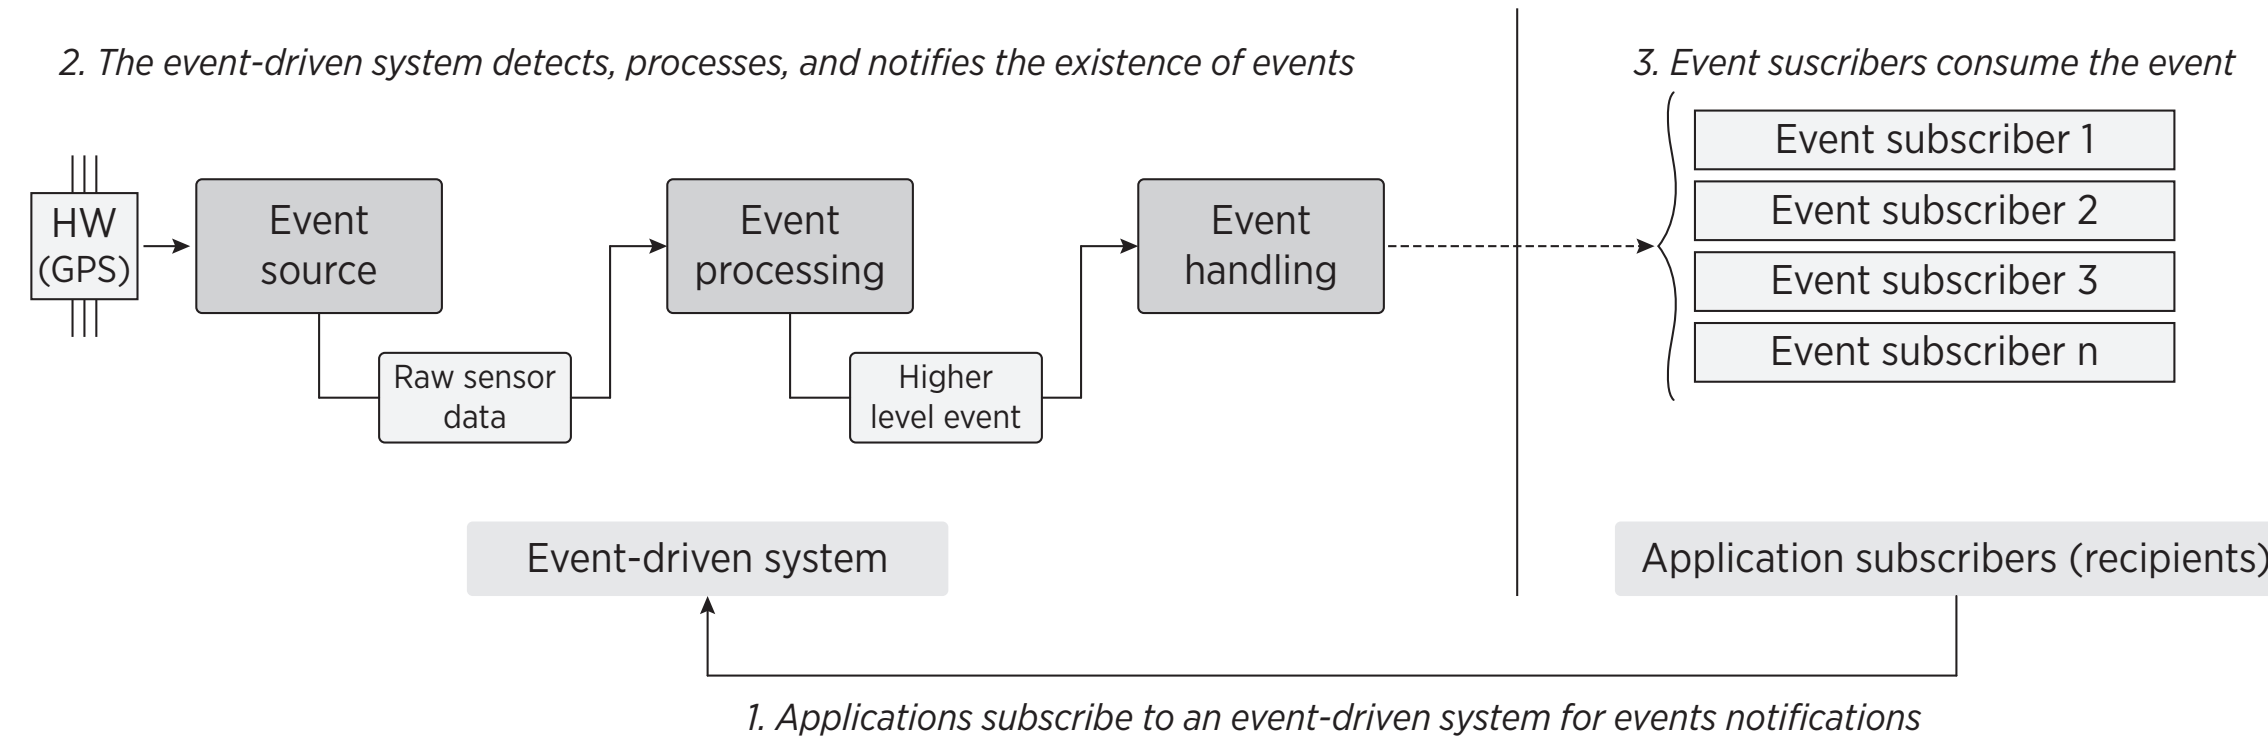 2. The event-driven system detects, processes, and notifies the existence of events
3. Event suscribers consume the event
HW
(GPS)
Event
source
Raw sensor
data
Event
processing
Higher
level event
Event
handling
Event subscriber 1
Event subscriber 2
Event subscriber 3
Event subscriber n
Event-driven system
Application subscribers (recipients)
1. Applications subscribe to an event-driven system for events notifications